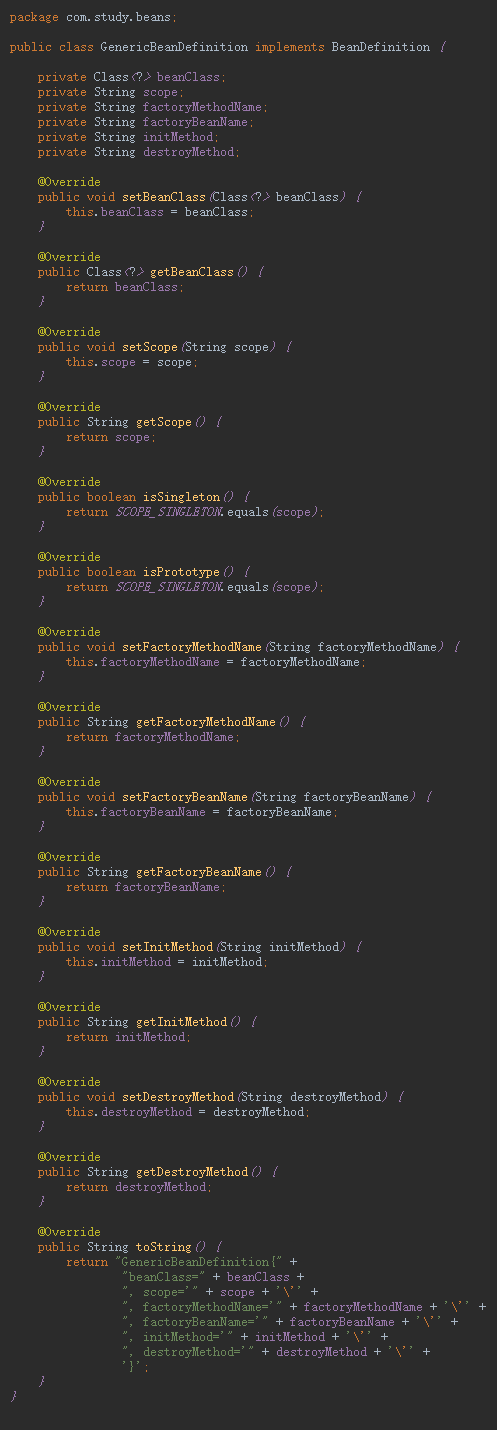 package com.study.beans;

public class GenericBeanDefinition implements BeanDefinition {

    private Class<?> beanClass;
    private String scope;
    private String factoryMethodName;
    private String factoryBeanName;
    private String initMethod;
    private String destroyMethod;

    @Override
    public void setBeanClass(Class<?> beanClass) {
        this.beanClass = beanClass;
    }

    @Override
    public Class<?> getBeanClass() {
        return beanClass;
    }

    @Override
    public void setScope(String scope) {
        this.scope = scope;
    }

    @Override
    public String getScope() {
        return scope;
    }

    @Override
    public boolean isSingleton() {
        return SCOPE_SINGLETON.equals(scope);
    }

    @Override
    public boolean isPrototype() {
        return SCOPE_SINGLETON.equals(scope);
    }

    @Override
    public void setFactoryMethodName(String factoryMethodName) {
        this.factoryMethodName = factoryMethodName;
    }

    @Override
    public String getFactoryMethodName() {
        return factoryMethodName;
    }

    @Override
    public void setFactoryBeanName(String factoryBeanName) {
        this.factoryBeanName = factoryBeanName;
    }

    @Override
    public String getFactoryBeanName() {
        return factoryBeanName;
    }

    @Override
    public void setInitMethod(String initMethod) {
        this.initMethod = initMethod;
    }

    @Override
    public String getInitMethod() {
        return initMethod;
    }

    @Override
    public void setDestroyMethod(String destroyMethod) {
        this.destroyMethod = destroyMethod;
    }

    @Override
    public String getDestroyMethod() {
        return destroyMethod;
    }

    @Override
    public String toString() {
        return "GenericBeanDefinition{" +
                "beanClass=" + beanClass +
                ", scope='" + scope + '\'' +
                ", factoryMethodName='" + factoryMethodName + '\'' +
                ", factoryBeanName='" + factoryBeanName + '\'' +
                ", initMethod='" + initMethod + '\'' +
                ", destroyMethod='" + destroyMethod + '\'' +
                '}';
    }
}